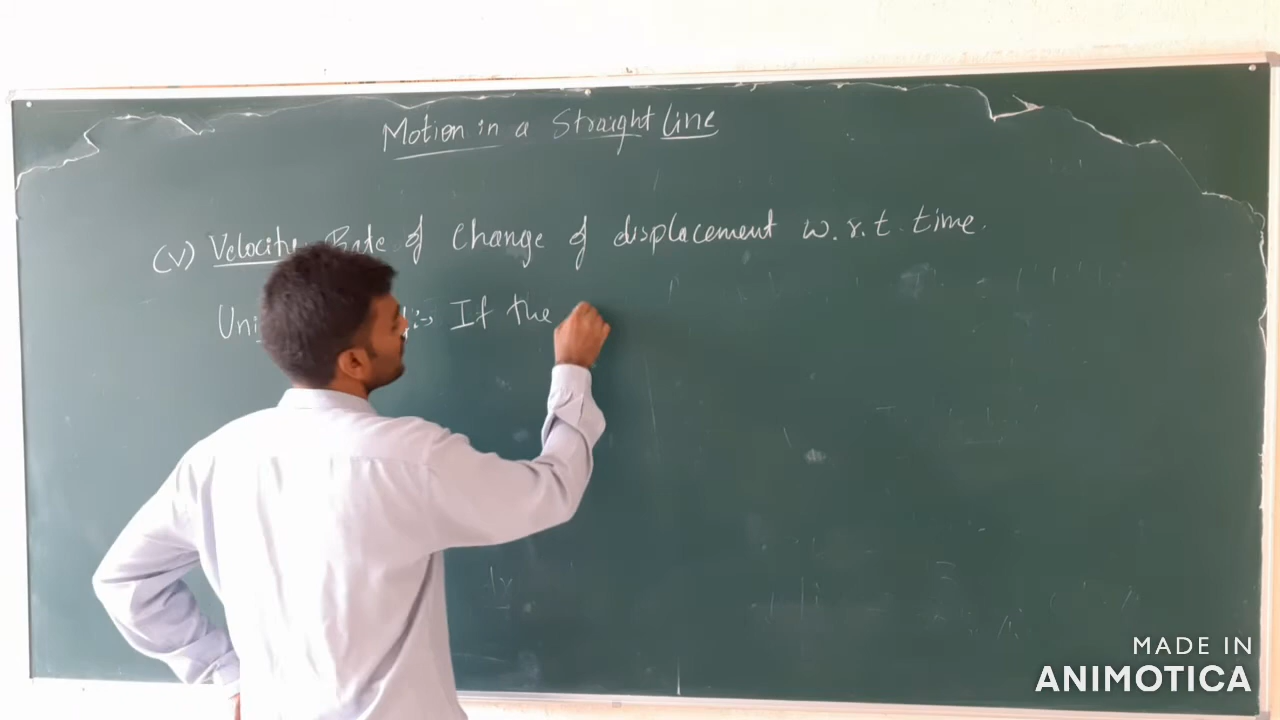 Motion in a Straight Line
(v) Velocity Rate of Change of displacement w.r.t. time.
Uni :-> If the
MADE IN
ANIMOTICA